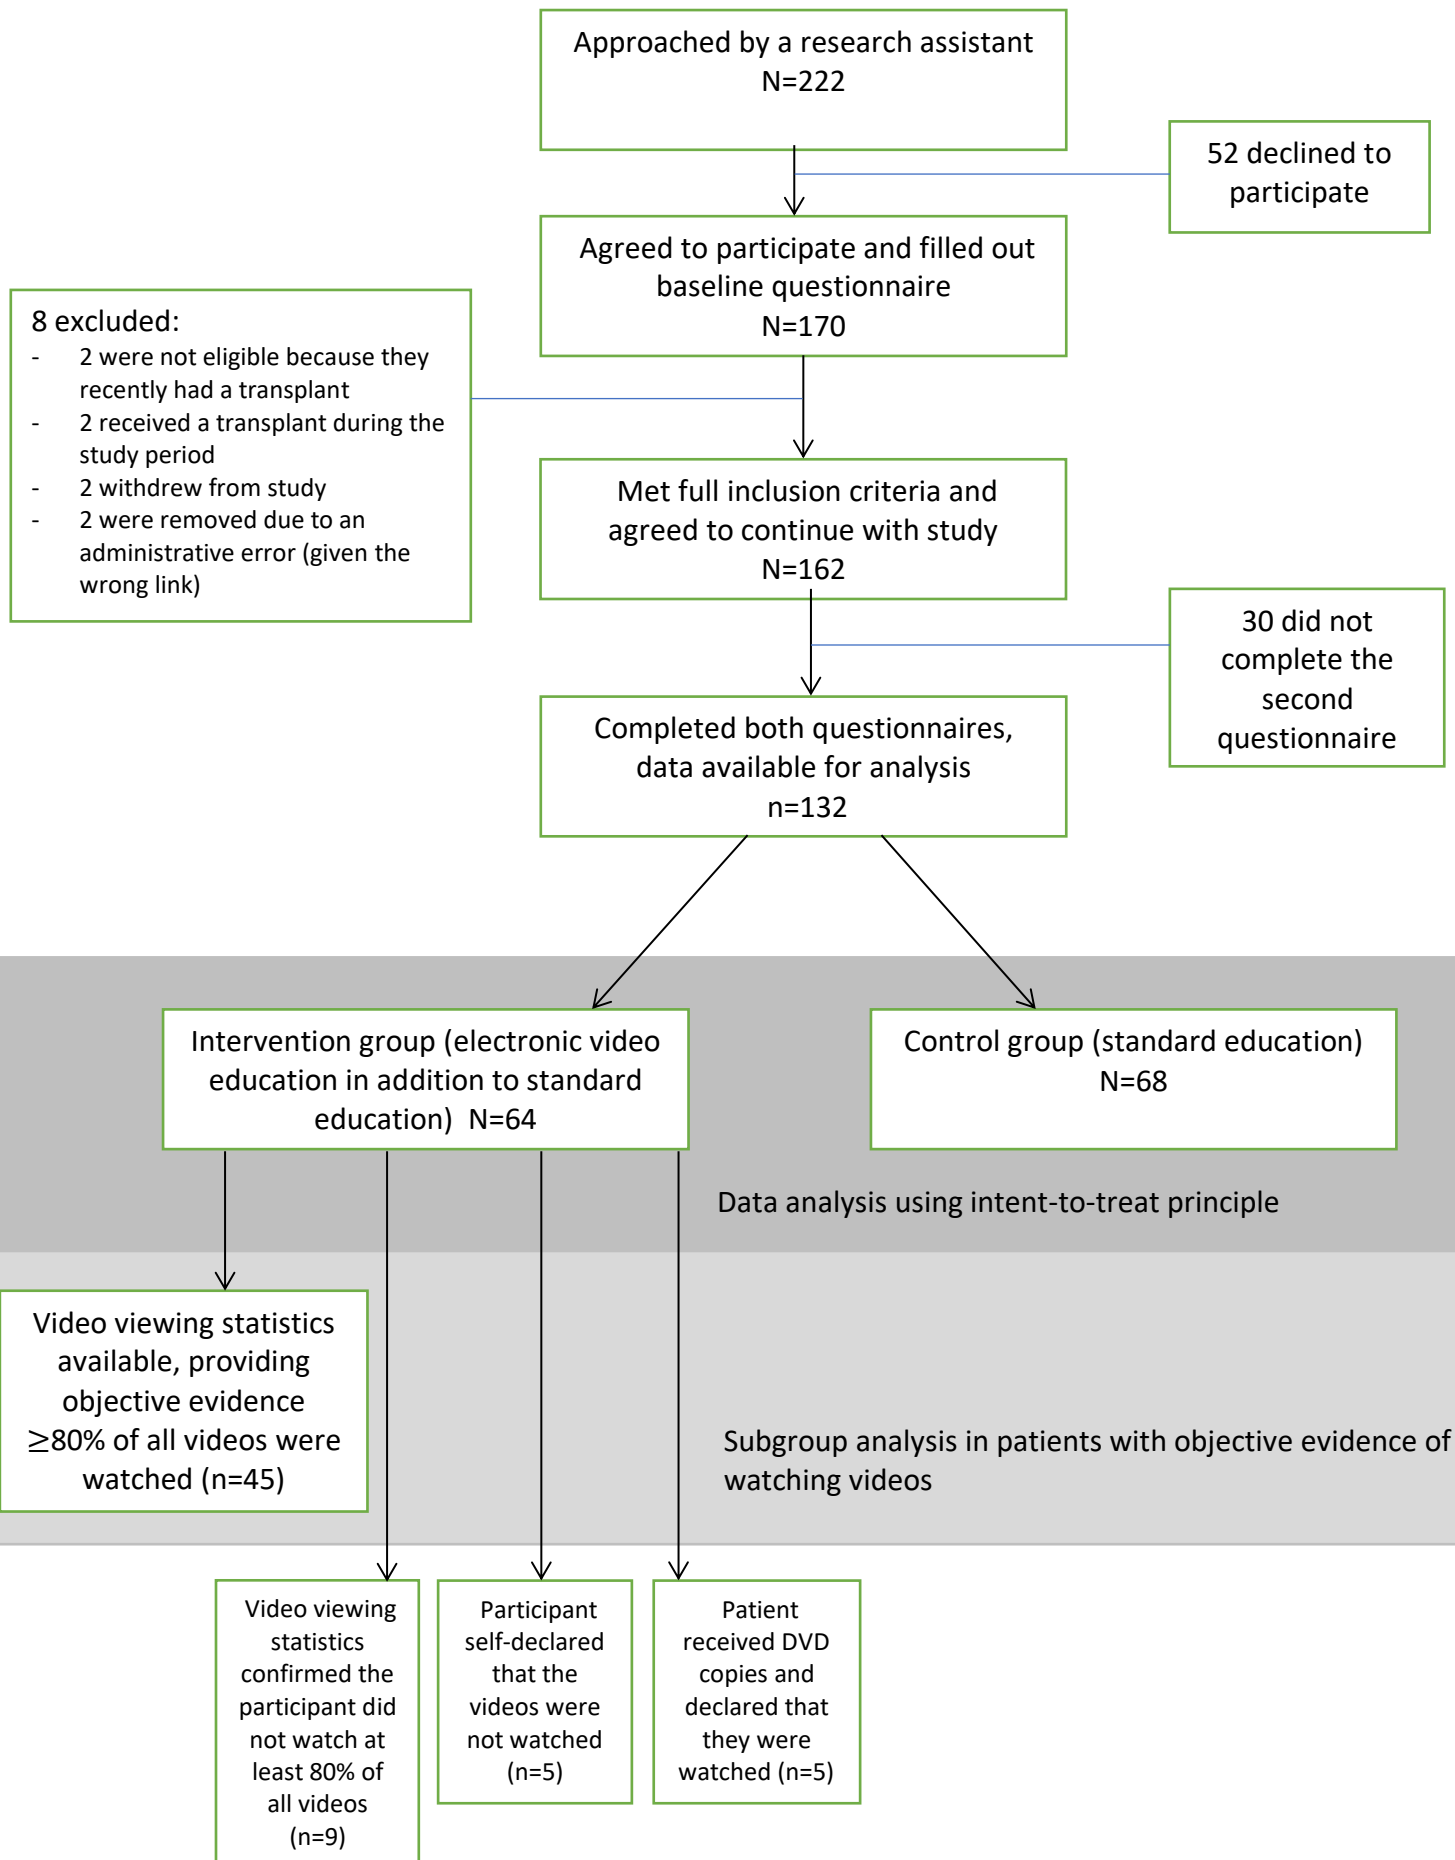 Approached by a research assistant
N=222
52 declined to
participate
Agreed to participate and filled out
baseline questionnaire
N=170
8 excluded:
- 2 were not eligible because they
recently had a transplant
- 2 received a transplant during the
study period
- 2 withdrew from study
- 2 were removed due to an
administrative error (given the
wrong link)
Met full inclusion criteria and
agreed to continue with study
N=162
30 did not
complete the
second
questionnaire
Completed both questionnaires,
data available for analysis
n=132
Intervention group (electronic video
education in addition to standard
education)  N=64
Control group (standard education)
N=68
Data analysis using intent-to-treat principle
Video viewing statistics
available, providing
objective evidence
≥80% of all videos were
watched (n=45)
Subgroup analysis in patients with objective evidence of
watching videos
Video viewing
statistics
confirmed the
participant did
not watch at
least 80% of
all videos
(n=9)
Participant
self-declared
that the
videos were
not watched
(n=5)
Patient
received DVD
copies and
declared that
they were
watched (n=5)